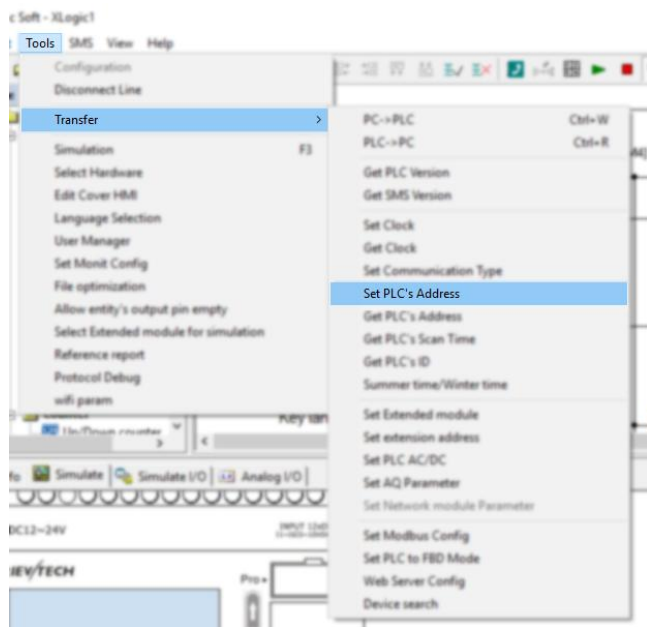 c Soft - XLogic1
Tools SMS View Help
Configuration
Disconnect Line
Transfer
Simulation F3
Select Hardware
Edit Cover HMI
Language Selection
User Manager
Set Monit Config
File optimization
Allow entity's output pin empty
Select Extended module for simulation
Reference report
Protocol Debug
wifi param
PC->PLC Ctrl+W
PLC->PC Ctrl+R
Get PLC Version
Get SMS Version
Set Clock
Get Clock
Set Communication Type
Set PLC's Address
Get PLC's Address
Get PLC's Scan Time
Get PLC's ID
Summer time/Winter time
Set Extended module
Set extension address
Set PLC AC/DC
Set AQ Parameter
Set Network module Parameter
Set Modbus Config
Set PLC to FBD Mode
Web Server Config
Device search
Up/Down counter
Key lan
fo Simulate Simulate I/O Analog I/O
DC12~24V
IEV/TECH
Pro+